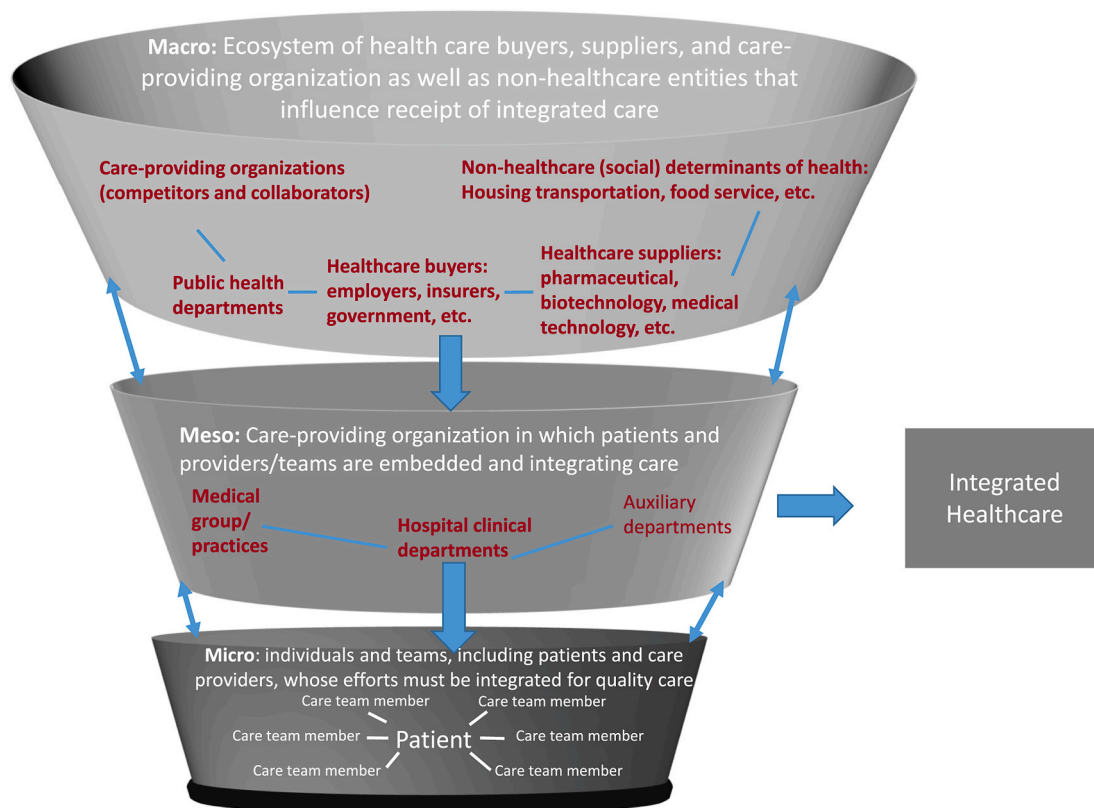 Macro: Ecosystem of health care buyers, suppliers, and care-
providing organization as well as non-healthcare entities that
influence receipt of integrated care
Care-providing organizations
(competitors and collaborators)
Non-healthcare (social) determinants of health:
Housing transportation, food service, etc.
Public health
departments
Healthcare buyers:
employers, insurers,
government, etc.
Healthcare suppliers:
pharmaceutical,
biotechnology, medical
technology, etc.
Meso: Care-providing organization in which patients and
providers/teams are embedded and integrating care
Medical
group/
practices
Hospital clinical
departments
Auxiliary
departments
Integrated
Healthcare
Micro: individuals and teams, including patients and care
providers, whose efforts must be integrated for quality care
Care team member
Care team member
Care team member
Patient
Care team member
Care team member
Care team member